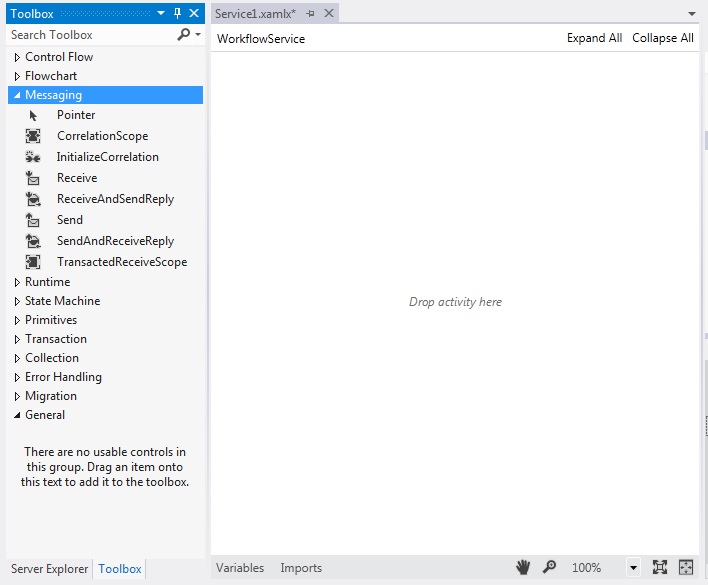 Toolbox
Search Toolbox
Control Flow
Flowchart
Messaging
Pointer
CorrelationScope
InitializeCorrelation
Receive
ReceiveAndSendReply
Send
SendAndReceiveReply
TransactedReceiveScope
Runtime
State Machine
Primitives
Transaction
Collection
Error Handling
Migration
General
There are no usable controls in
this group. Drag an item onto
this text to add it to the toolbox.
Server Explorer Toolbox
Service1.xamlx*
WorkflowService Expand All Collapse All
Drop activity here
Variables Imports 100%